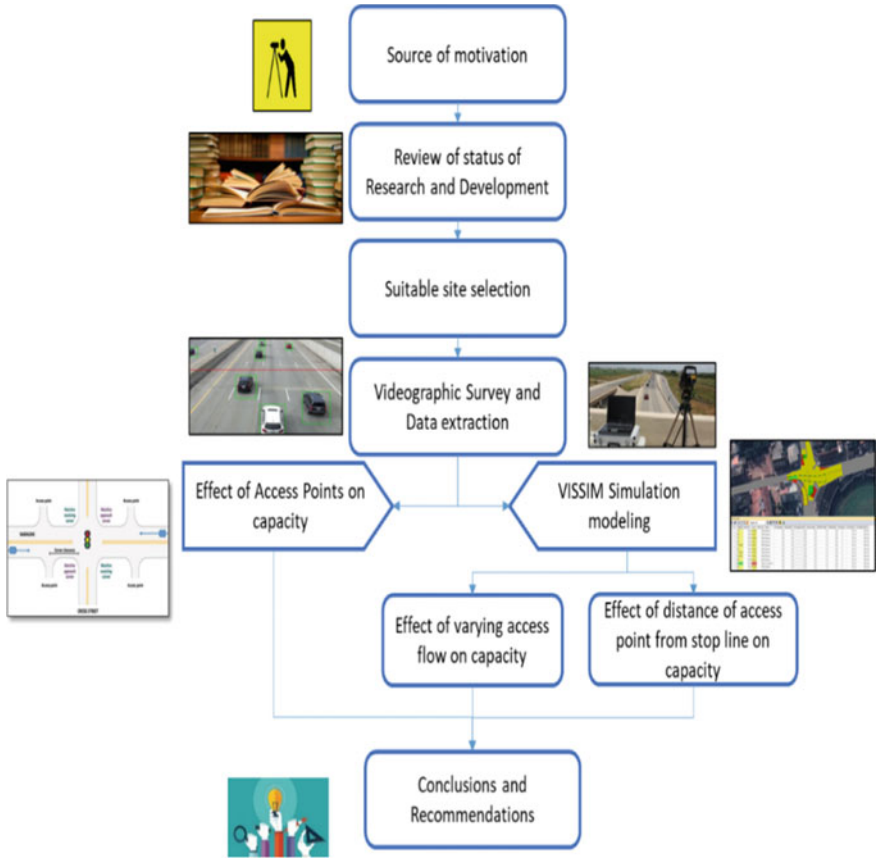 Source of motivation
Review of status of
Research and Development
Suitable site selection
Videographic Survey and
Data extraction
Effect of Access Points on
capacity
VISSIM Simulation
modeling
Effect of varying access
flow on capacity
Effect of distance of access
point from stop line on
capacity
Conclusions and
Recommendations